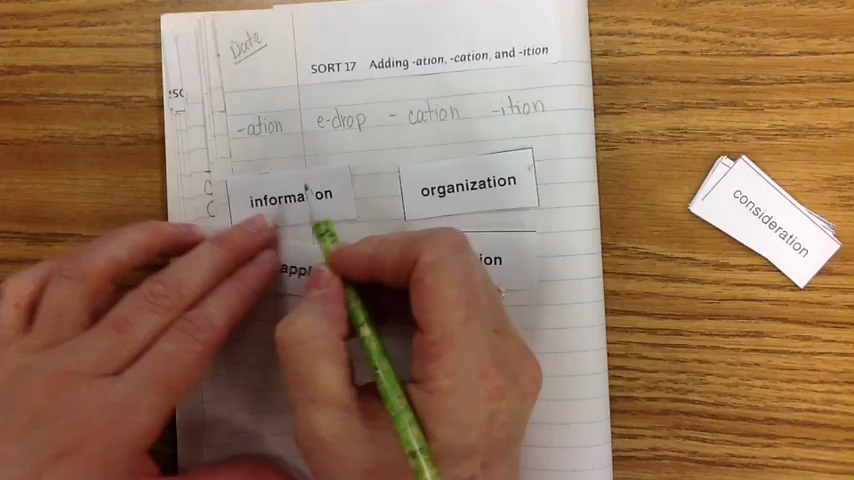 Date
SORT 17 Adding -ation, -cation, and -ition
-ation e-drop - cation -ition
C information organization
C
consideration